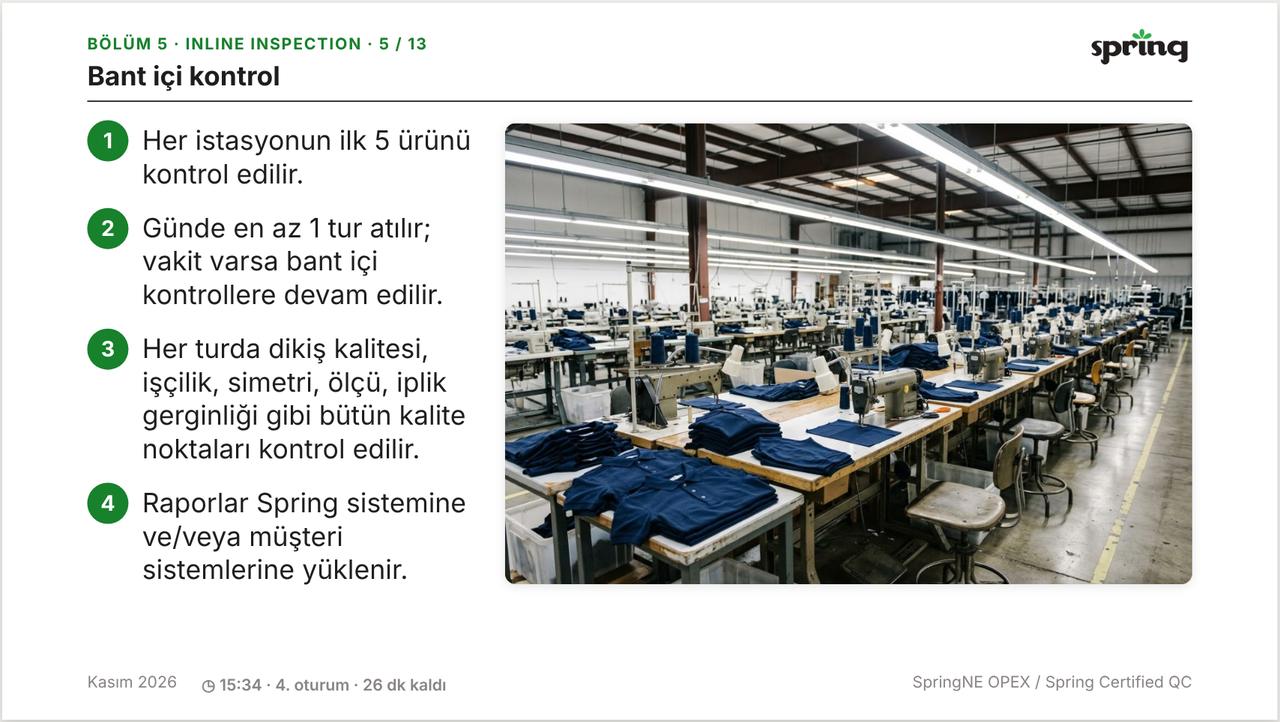 BÖLÜM 5 · INLINE INSPECTION · 5 / 13
spring
Bant içi kontrol
1
Her istasyonun ilk 5 ürünü
kontrol edilir.
2
Günde en az 1 tur atılır;
vakit varsa bant içi
kontrollere devam edilir.
3
Her turda dikiş kalitesi,
işçilik, simetri, ölçü, iplik
gerginliği gibi bütün kalite
noktaları kontrol edilir.
4
Raporlar Spring sistemine
ve/veya müşteri
sistemlerine yüklenir.
Kasım 2026
15:34 · 4. oturum · 26 dk kaldı
SpringNE OPEX / Spring Certified QC